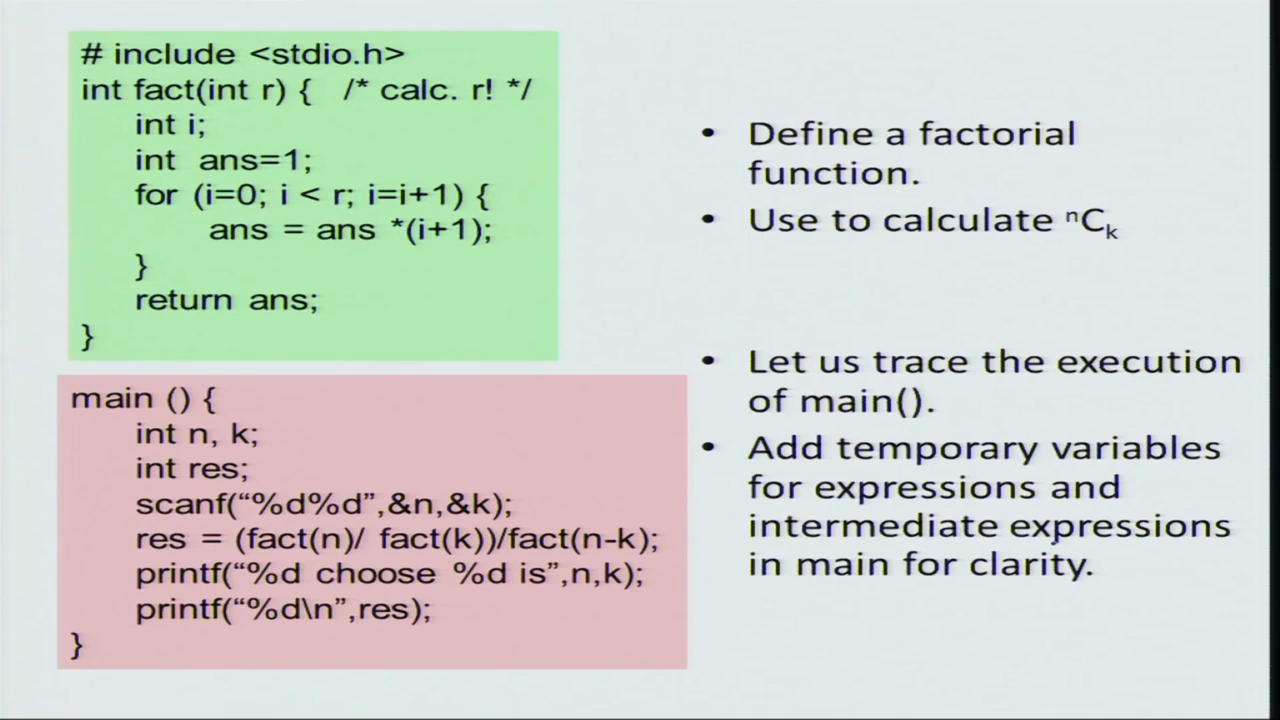 # include <stdio.h>
int fact(int r) {   /* calc. r! */
int i;
int  ans=1;
for (i=0; i < r; i=i+1) {
ans = ans *(i+1);
}
return ans;
}
main () {
int n, k;
int res;
scanf(“%d%d”,&n,&k);
res = (fact(n)/ fact(k))/fact(n-k);
printf(“%d choose %d is”,n,k);
printf(“%d\n”,res);
}
• Define a factorial
function.
• Use to calculate ⁿCₖ
• Let us trace the execution
of main().
• Add temporary variables
for expressions and
intermediate expressions
in main for clarity.